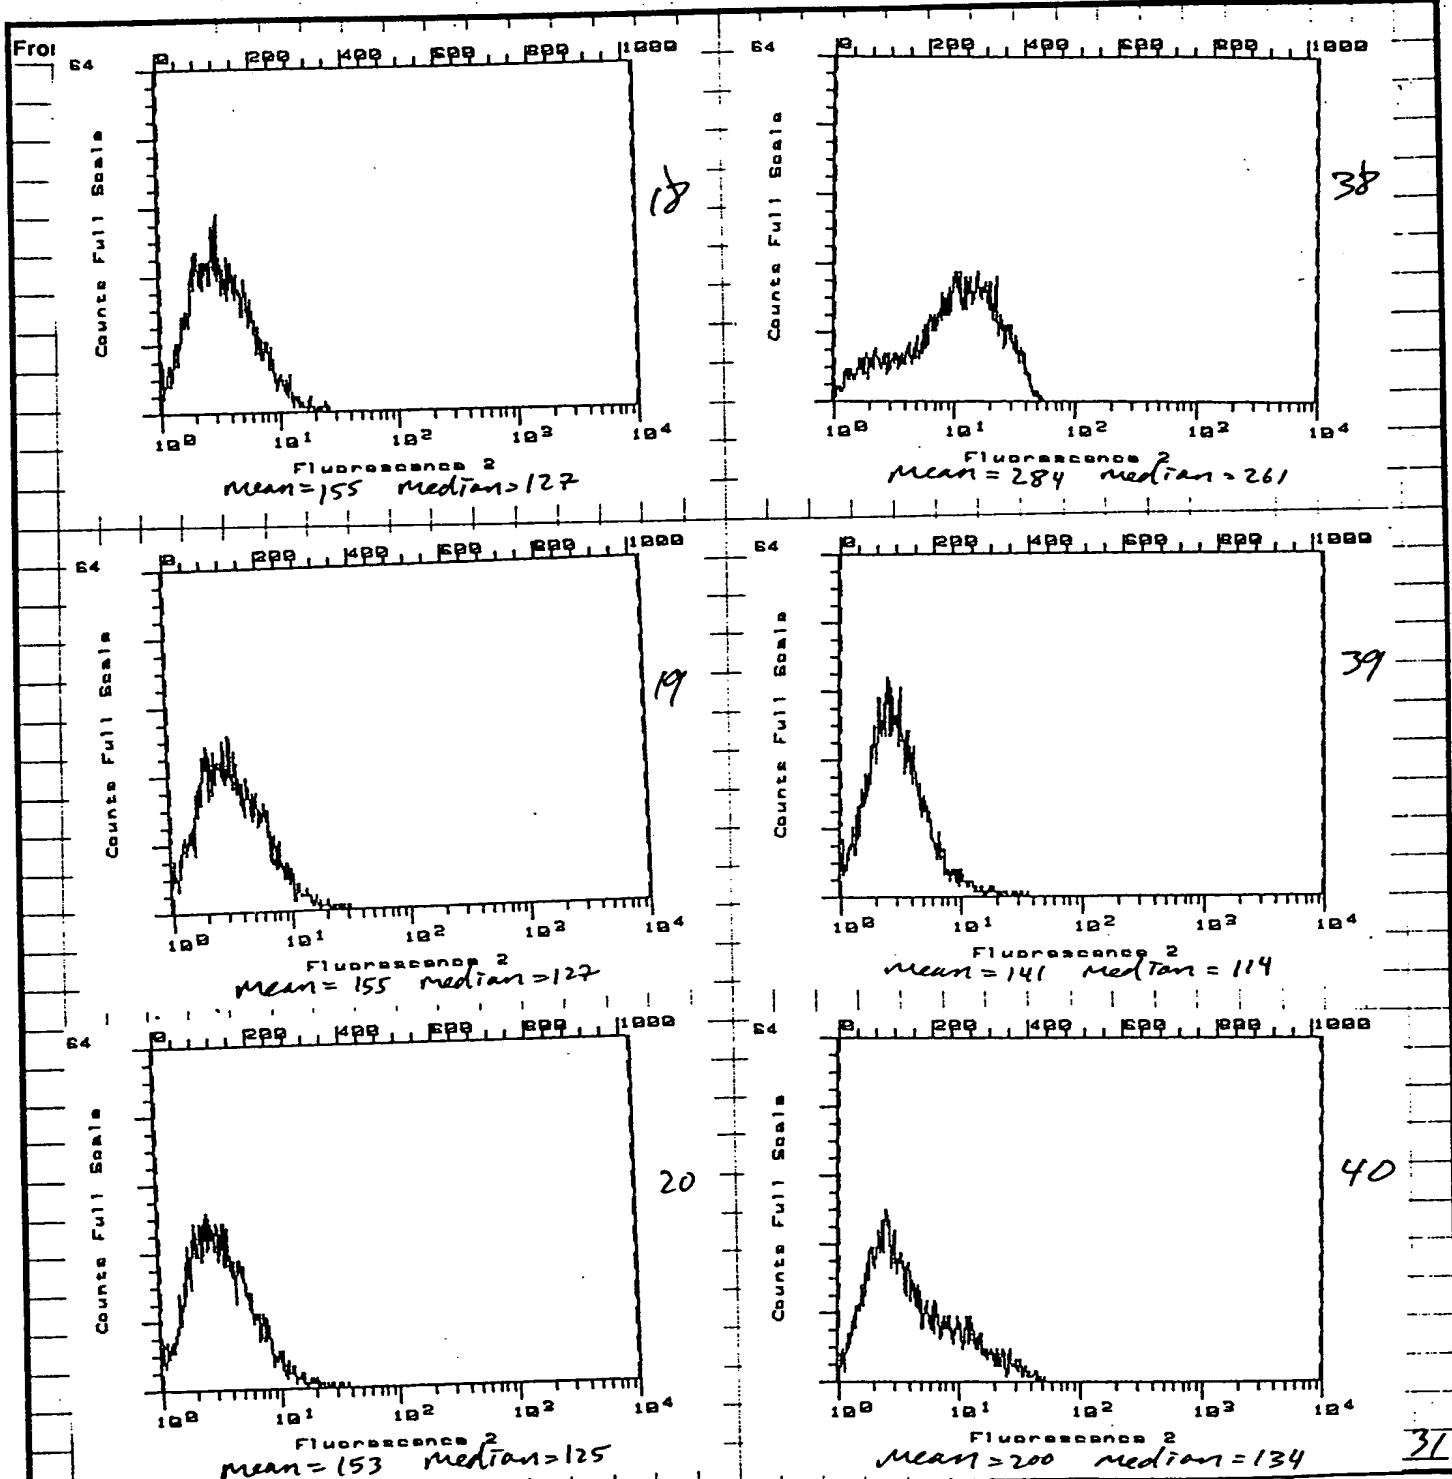 Fro
64
0 200 400 600 800 1000
Counts Full Scale
18
100 101 102 103 104
Fluorescence 2
mean=155 median=127
64
0 200 400 600 800 1000
Counts Full Scale
38
100 101 102 103 104
Fluorescence 2
mean=284 median=261
64
0 200 400 600 800 1000
Counts Full Scale
19
100 101 102 103 104
Fluorescence 2
mean=155 median=127
64
0 200 400 600 800 1000
Counts Full Scale
39
100 101 102 103 104
Fluorescence 2
mean=141 median=114
64
0 200 400 600 800 1000
Counts Full Scale
20
100 101 102 103 104
Fluorescence 2
mean=153 median=125
64
0 200 400 600 800 1000
Counts Full Scale
40
100 101 102 103 104
Fluorescence 2
mean=200 median=134
31